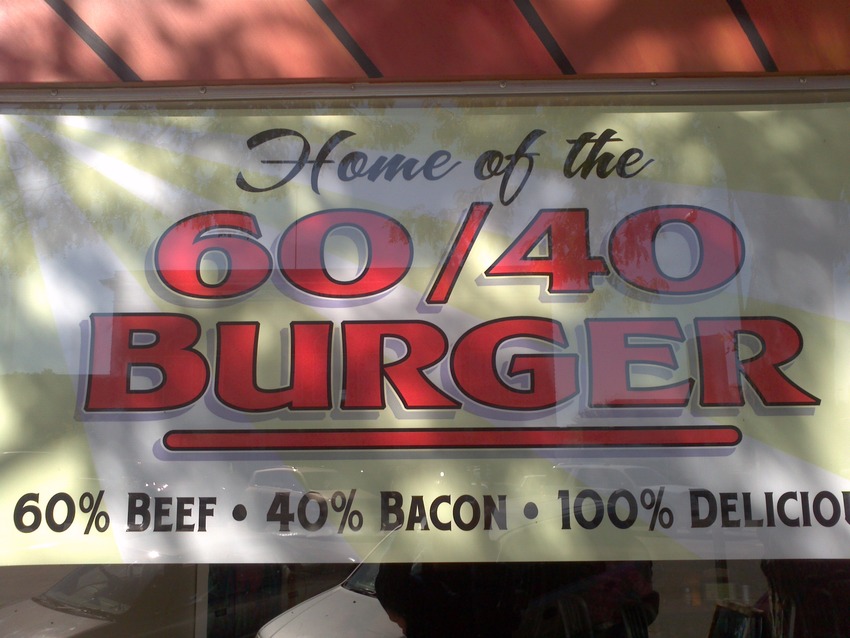 Home of the
60/40
BURGER
60% BEEF • 40% BACON • 100% DELICIOU